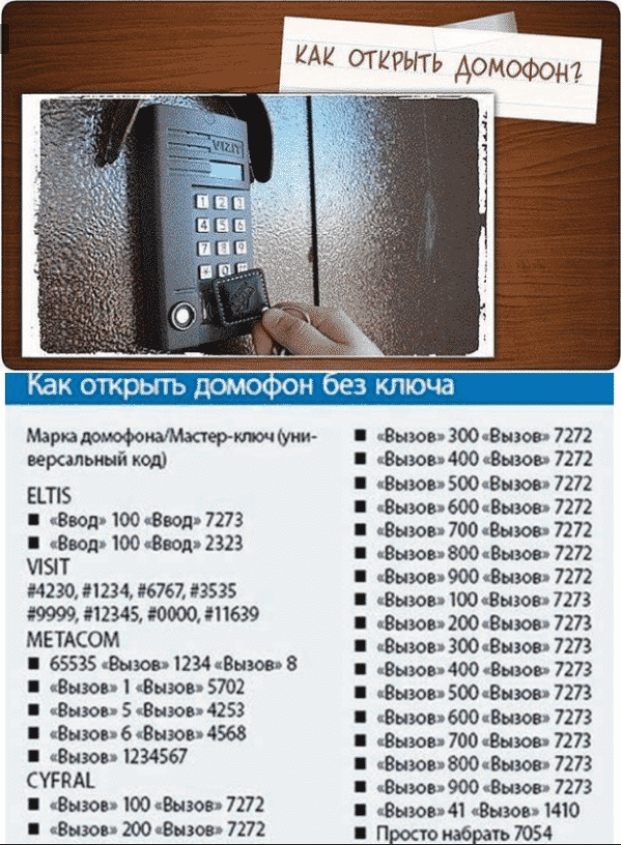 КАК ОТКРЫТЬ ДОМОФОН?
VIZIT
1 2 3
4 5 6
7 8 9
* 0
Как открыть домофон без ключа
Марка домофона/Мастер-ключ (уни-
версальный код)
ELTIS
■ «Ввод» 100 «Ввод» 7273
■ «Ввод» 100 «Ввод» 2323
VISIT
#4230, #1234, #6767, #3535
#9999, #12345, #0000, #11639
METACOM
■ 65535 «Вызов» 1234 «Вызов» 8
■ «Вызов» 1 «Вызов» 5702
■ «Вызов» 5 «Вызов» 4253
■ «Вызов» 6 «Вызов» 4568
■ «Вызов» 1234567
CYFRAL
■ «Вызов» 100 «Вызов» 7272
■ «Вызов» 200 «Вызов» 7272
■ «Вызов» 300 «Вызов» 7272
■ «Вызов» 400 «Вызов» 7272
■ «Вызов» 500 «Вызов» 7272
■ «Вызов» 600 «Вызов» 7272
■ «Вызов» 700 «Вызов» 7272
■ «Вызов» 800 «Вызов» 7272
■ «Вызов» 900 «Вызов» 7272
■ «Вызов» 100 «Вызов» 7273
■ «Вызов» 200 «Вызов» 7273
■ «Вызов» 300 «Вызов» 7273
■ «Вызов» 400 «Вызов» 7273
■ «Вызов» 500 «Вызов» 7273
■ «Вызов» 600 «Вызов» 7273
■ «Вызов» 700 «Вызов» 7273
■ «Вызов» 800 «Вызов» 7273
■ «Вызов» 900 «Вызов» 7273
■ «Вызов» 41 «Вызов» 1410
■ Просто набрать 7054